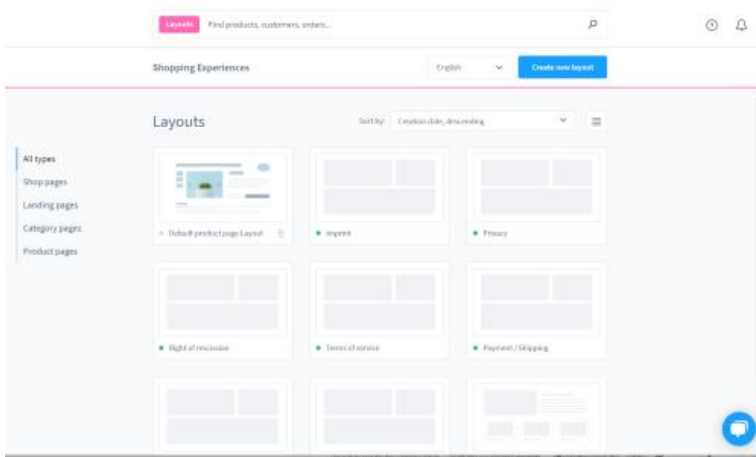 Layouts Find products, customers, orders...
Shopping Experiences English Create new layout
Layouts Sort by: Creation date, descending
All types
Shop pages
Landing pages
Category pages
Product pages
Default product page Layout Imprint Privacy
Right of rescission Terms of service Payment / Shipping